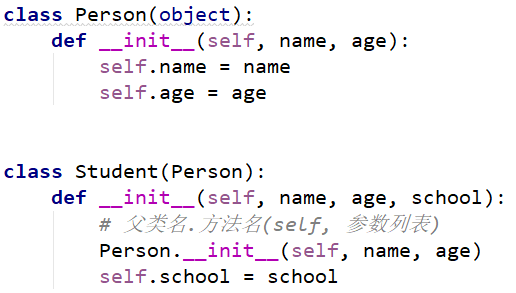 class Person(object):
    def __init__(self, name, age):
        self.name = name
        self.age = age
class Student(Person):
    def __init__(self, name, age, school):
        # 父类名.方法名(self, 参数列表)
        Person.__init__(self, name, age)
        self.school = school